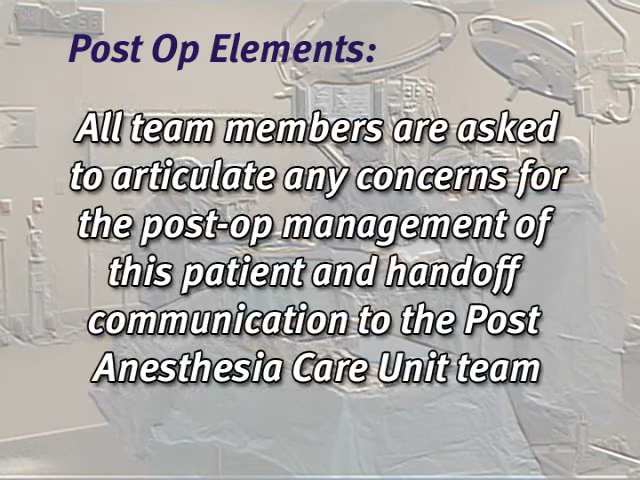 Post Op Elements:
All team members are asked
to articulate any concerns for
the post-op management of
this patient and handoff
communication to the Post
Anesthesia Care Unit team